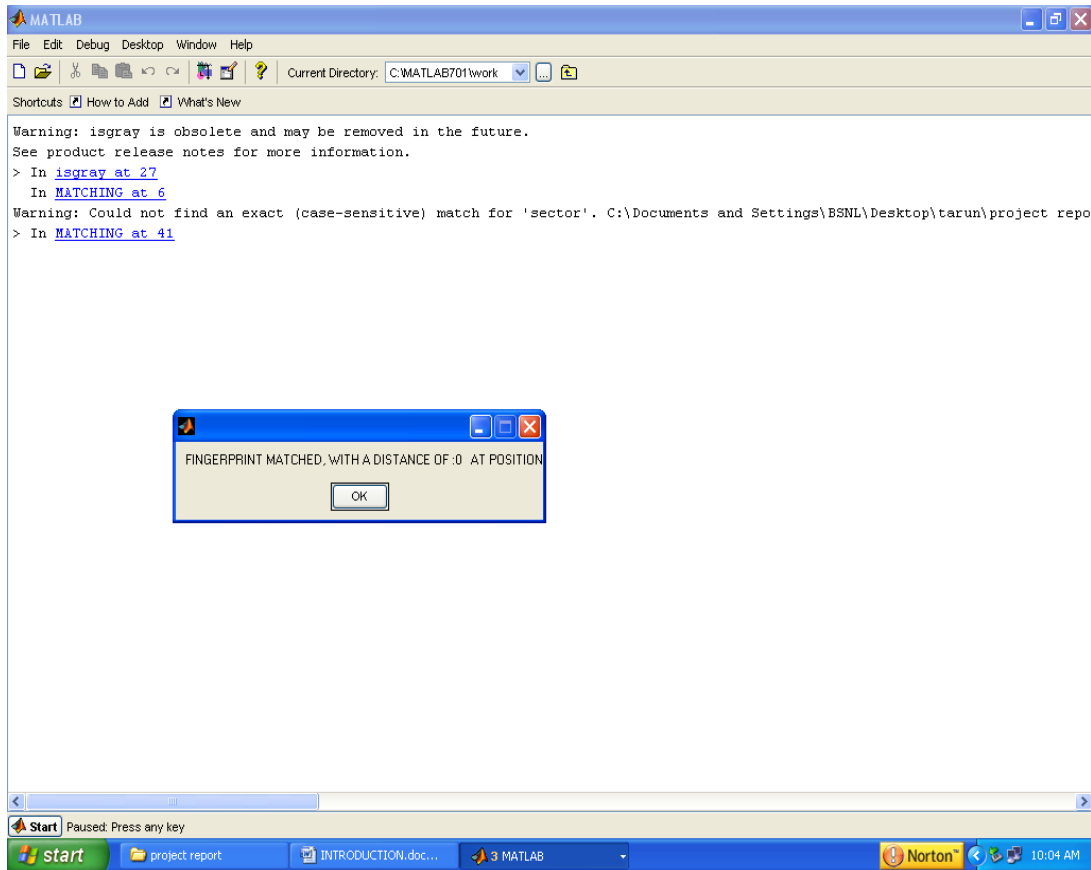 MATLAB
File Edit Debug Desktop Window Help
Current Directory: C:\MATLAB701\work
Shortcuts How to Add What's New
Warning: isgray is obsolete and may be removed in the future.
See product release notes for more information.
> In isgray at 27
In MATCHING at 6
Warning: Could not find an exact (case-sensitive) match for 'sector'. C:\Documents and Settings\BSNL\Desktop\tarun\project repo
> In MATCHING at 41
FINGERPRINT MATCHED, WITH A DISTANCE OF :0 AT POSITION
OK
Start Paused: Press any key
start project report INTRODUCTION.doc... 3 MATLAB Norton™ 10:04 AM